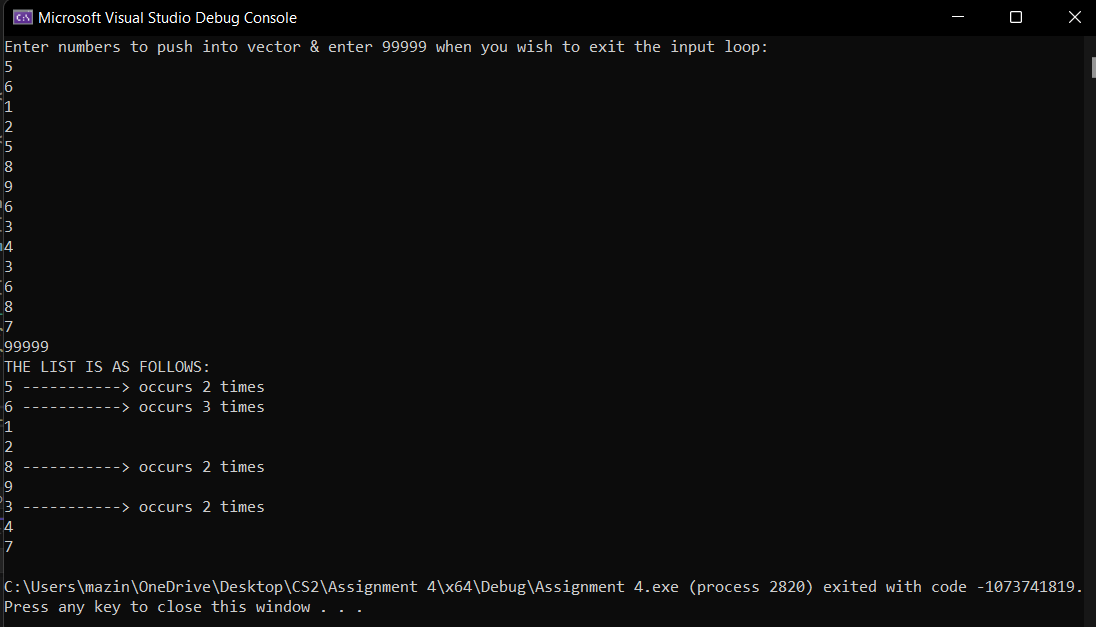 C:\ Microsoft Visual Studio Debug Console
Enter numbers to push into vector & enter 99999 when you wish to exit the input loop:
5
6
1
2
5
8
9
6
3
4
3
6
8
7
99999
THE LIST IS AS FOLLOWS:
5 -----------> occurs 2 times
6 -----------> occurs 3 times
1
2
8 -----------> occurs 2 times
9
3 -----------> occurs 2 times
4
7
C:\Users\mazin\OneDrive\Desktop\CS2\Assignment 4\x64\Debug\Assignment 4.exe (process 2820) exited with code -1073741819.
Press any key to close this window . . .